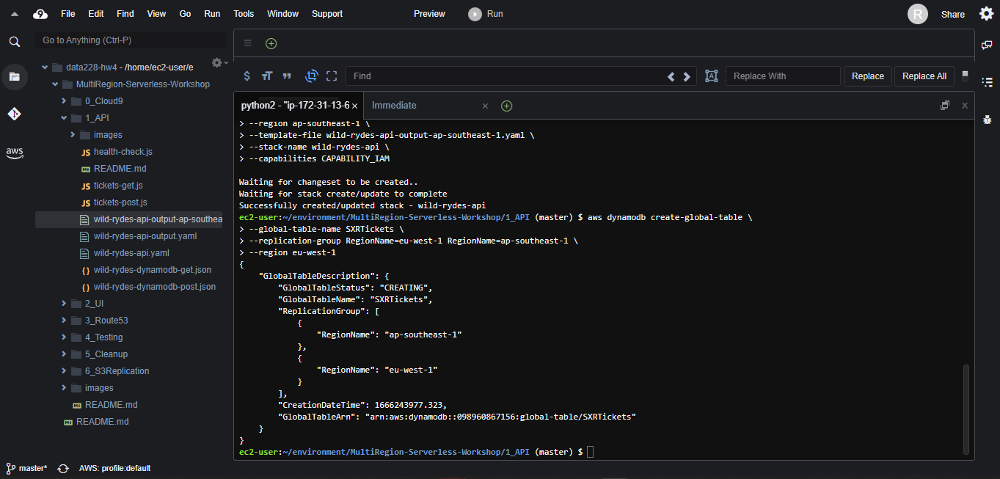 File Edit Find View Go Run Tools Window Support Preview Run R Share
Go to Anything (Ctrl-P)
data228-hw4 - /home/ec2-user/e
MultiRegion-Serverless-Workshop
0_Cloud9
1_API
images
JS health-check.js
README.md
JS tickets-get.js
JS tickets-post.js
wild-rydes-api-output-ap-southea
wild-rydes-api-output.yaml
wild-rydes-api.yaml
{} wild-rydes-dynamodb-get.json
{} wild-rydes-dynamodb-post.json
2_UI
3_Route53
4_Testing
5_Cleanup
6_S3Replication
images
README.md
README.md
aws
$ Find Replace With Replace Replace All
python2 - "ip-172-31-13-6 × Immediate ×
> --region ap-southeast-1 \
> --template-file wild-rydes-api-output-ap-southeast-1.yaml \
> --stack-name wild-rydes-api \
> --capabilities CAPABILITY_IAM
Waiting for changeset to be created..
Waiting for stack create/update to complete
Successfully created/updated stack - wild-rydes-api
ec2-user:~/environment/MultiRegion-Serverless-Workshop/1_API (master) $ aws dynamodb create-global-table \
> --global-table-name SXRTickets \
> --replication-group RegionName=eu-west-1 RegionName=ap-southeast-1 \
> --region eu-west-1
{
"GlobalTableDescription": {
"GlobalTableStatus": "CREATING",
"GlobalTableName": "SXRTickets",
"ReplicationGroup": [
{
"RegionName": "ap-southeast-1"
},
{
"RegionName": "eu-west-1"
}
],
"CreationDateTime": 1666243977.323,
"GlobalTableArn": "arn:aws:dynamodb::098960867156:global-table/SXRTickets"
}
}
ec2-user:~/environment/MultiRegion-Serverless-Workshop/1_API (master) $
master* AWS: profile:default